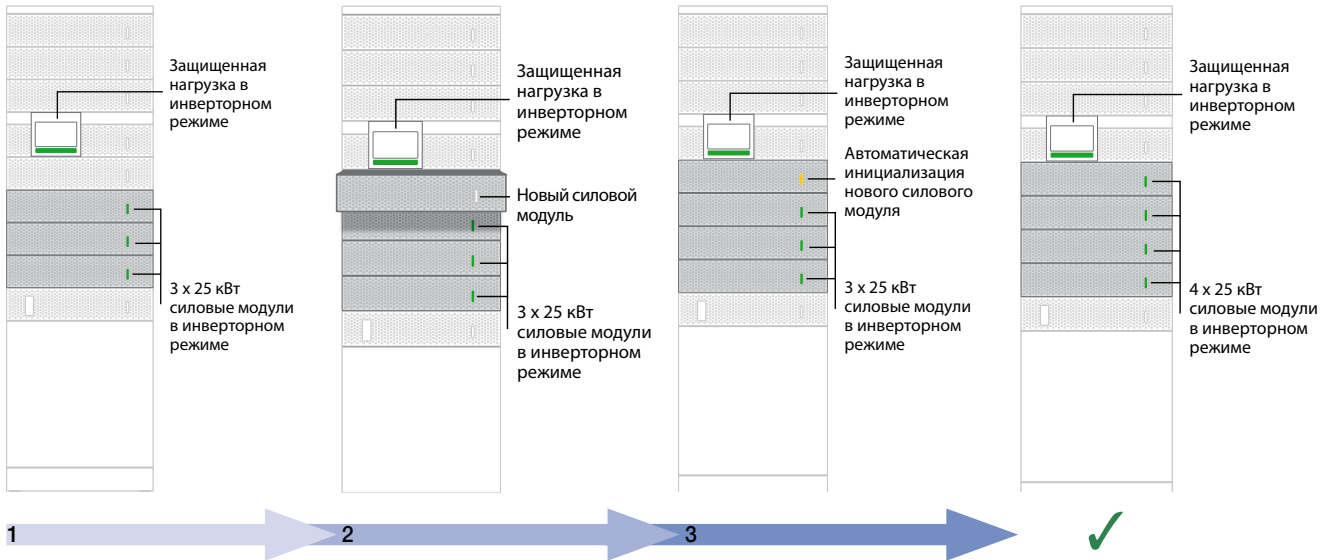 Защищенная
нагрузка в
инверторном
режиме
3 x 25 кВт
силовые модули
в инверторном
режиме
Защищенная
нагрузка в
инверторном
режиме
Новый силовой
модуль
3 x 25 кВт
силовые модули
в инверторном
режиме
Защищенная
нагрузка в
инверторном
режиме
Автоматическая
инициализация
нового силового
модуля
3 x 25 кВт
силовые модули
в инверторном
режиме
Защищенная
нагрузка в
инверторном
режиме
4 x 25 кВт
силовые модули
в инверторном
режиме
1
2
3